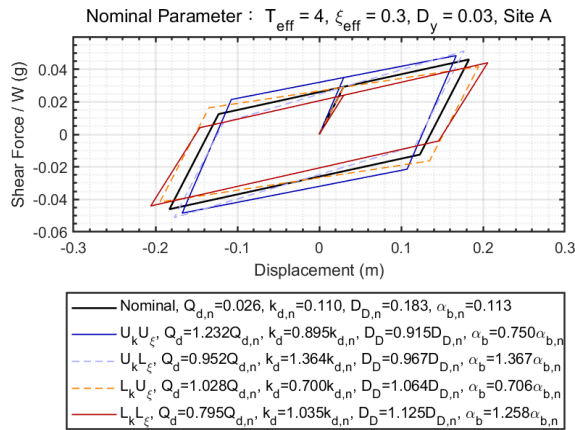 Nominal Parameter : T_eff = 4, ξ_eff = 0.3, D_y = 0.03, Site A
0.06
0.04
0.02
0
-0.02
-0.04
-0.06
Shear Force / W (g)
-0.3 -0.2 -0.1 0 0.1 0.2 0.3
Displacement (m)
Nominal, Q_d,n=0.026, k_d,n=0.110, D_D,n=0.183, α_b,n=0.113
U_kU_ξ, Q_d=1.232Q_d,n, k_d=0.895k_d,n, D_D=0.915D_D,n, α_b=0.750α_b,n
U_kL_ξ, Q_d=0.952Q_d,n, k_d=1.364k_d,n, D_D=0.967D_D,n, α_b=1.367α_b,n
L_kU_ξ, Q_d=1.028Q_d,n, k_d=0.700k_d,n, D_D=1.064D_D,n, α_b=0.706α_b,n
L_kL_ξ, Q_d=0.795Q_d,n, k_d=1.035k_d,n, D_D=1.125D_D,n, α_b=1.258α_b,n